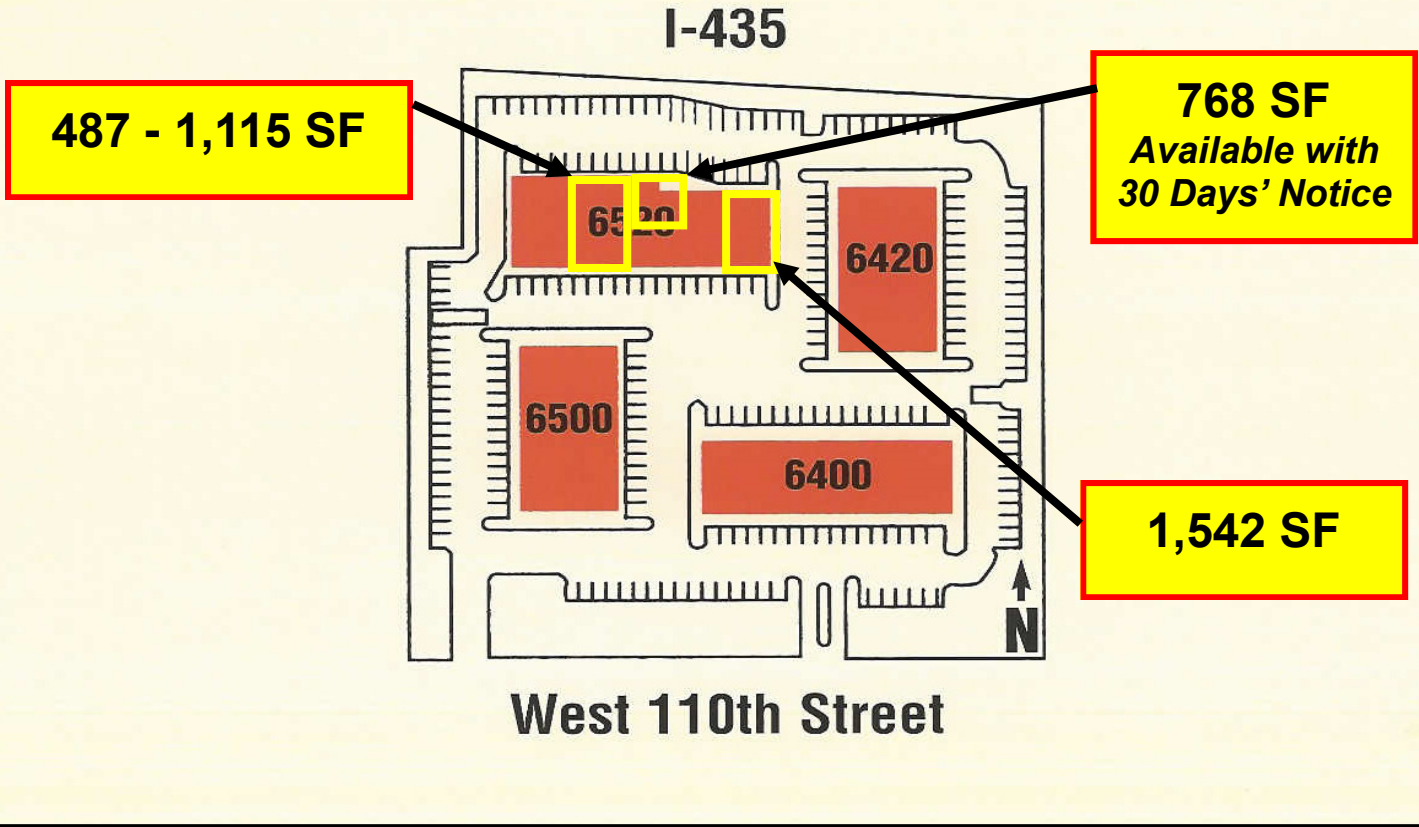 I-435
487 - 1,115 SF
768 SF
Available with
30 Days’ Notice
6520
6420
6500
6400
1,542 SF
N
West 110th Street